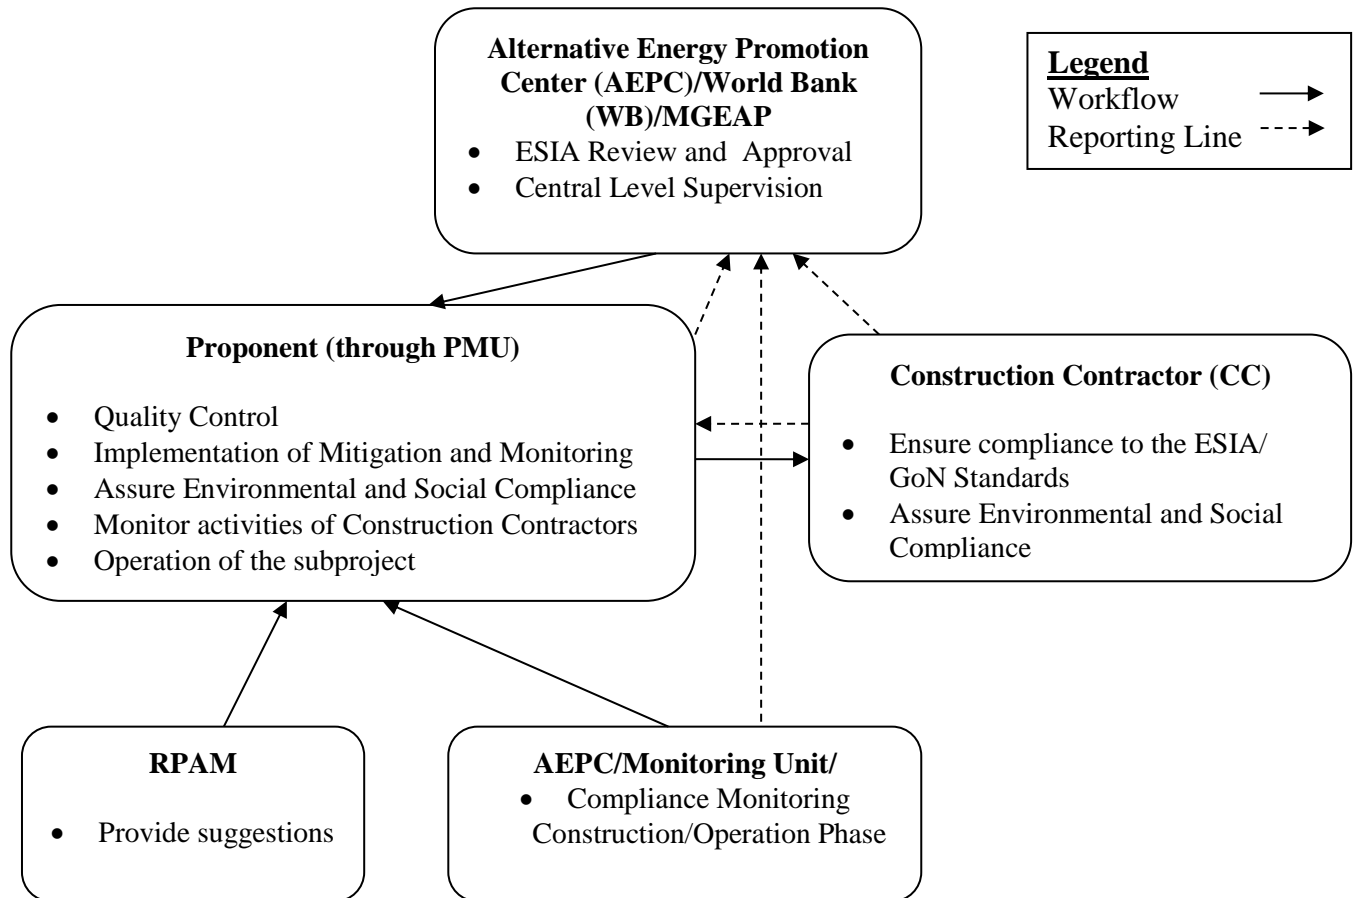 Alternative Energy Promotion
Center (AEPC)/World Bank
(WB)/MGEAP
• ESIA Review and Approval
• Central Level Supervision
Legend
Workflow
Reporting Line
Proponent (through PMU)
• Quality Control
• Implementation of Mitigation and Monitoring
• Assure Environmental and Social Compliance
• Monitor activities of Construction Contractors
• Operation of the subproject
Construction Contractor (CC)
• Ensure compliance to the ESIA/
GoN Standards
• Assure Environmental and Social
Compliance
RPAM
• Provide suggestions
AEPC/Monitoring Unit/
• Compliance Monitoring
Construction/Operation Phase